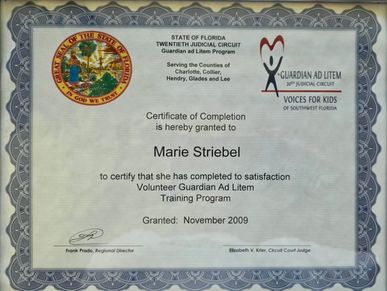 GREAT SEAL OF THE STATE OF FLORIDA
IN GOD WE TRUST
STATE OF FLORIDA
TWENTIETH JUDICIAL CIRCUIT
Guardian ad Litem Program
Serving the Counties of
Charlotte, Collier,
Hendry, Glades and Lee
GUARDIAN AD LITEM
20TH JUDICIAL CIRCUIT
VOICES FOR KIDS
OF SOUTHWEST FLORIDA
Certificate of Completion
is hereby granted to
Marie Striebel
to certify that she has completed to satisfaction
Volunteer Guardian Ad Litem
Training Program
Granted: November 2009
Frank Prado, Regional Director
Elizabeth V. Krier, Circuit Court Judge